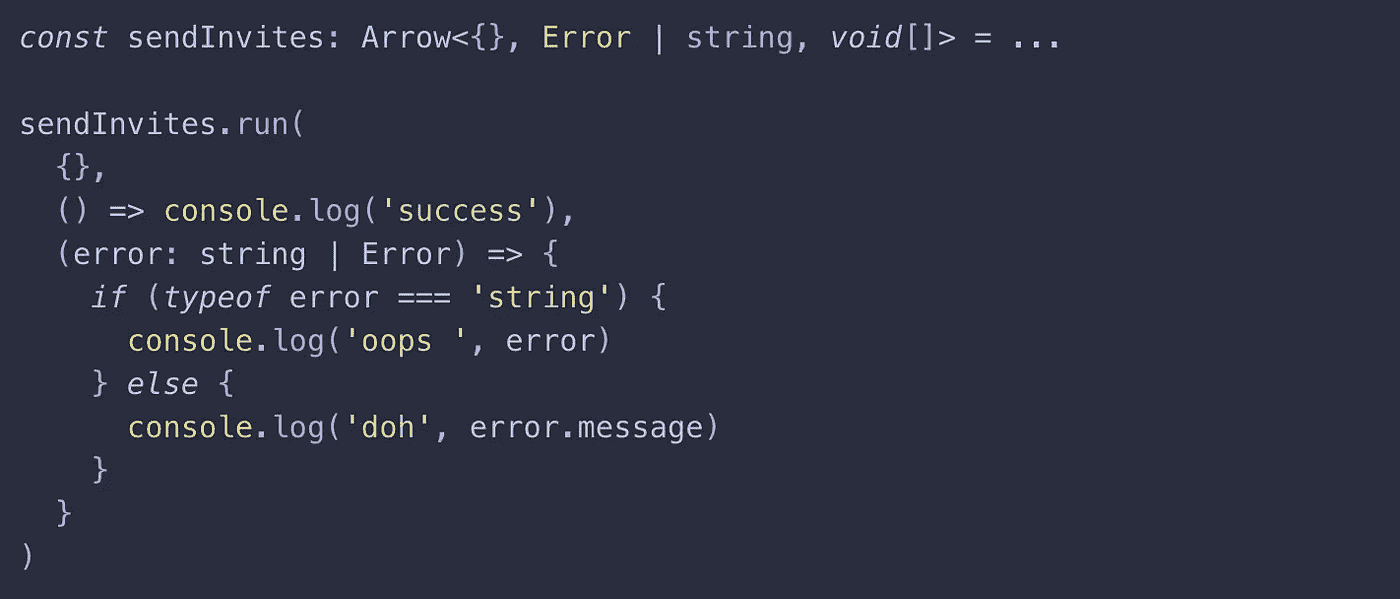 const sendInvites: Arrow<{}, Error | string, void[]> = ...
sendInvites.run(
  {},
  () => console.log('success'),
  (error: string | Error) => {
    if (typeof error === 'string') {
      console.log('oops ', error)
    } else {
      console.log('doh', error.message)
    }
  }
)